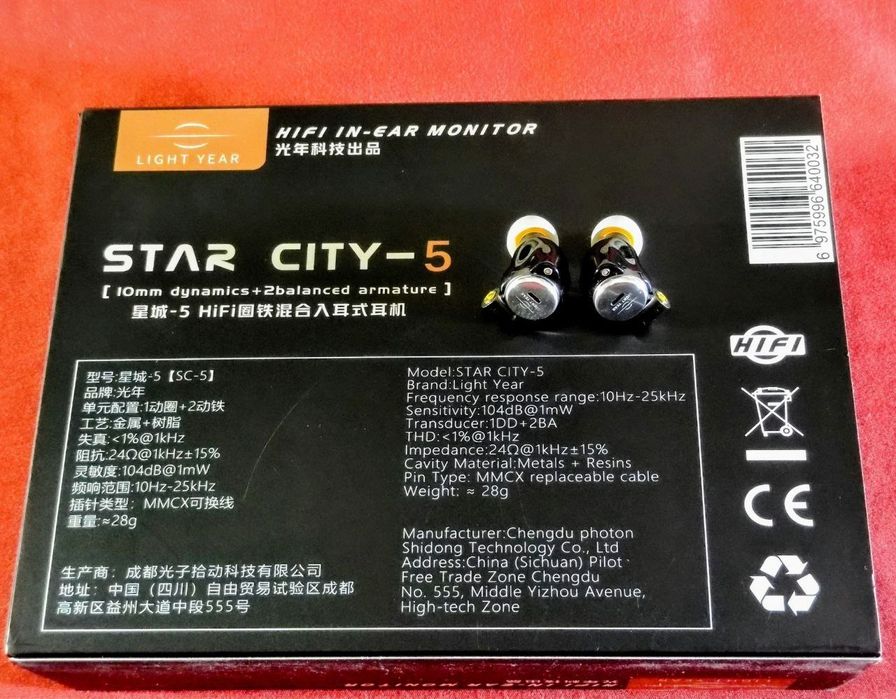 LIGHT YEAR
HIFI IN-EAR MONITOR
光年科技出品
6 975996 640032
STAR CITY-5
[ 10mm dynamics+2balanced armature ]
星城-5 HiFi圈铁混合入耳式耳机
HIFI
型号:星城-5【SC-5】
品牌:光年
单元配置:1动圈+2动铁
工艺:金属+树脂
失真:<1%@1kHz
阻抗:24Ω@1kHz±15%
灵敏度:104dB@1mW
频响范围:10Hz-25kHz
插针类型：MMCX可换线
重量:≈28g
生产商：成都光子拾动科技有限公司
地址：中国（四川）自由贸易试验区成都
高新区益州大道中段555号
Model:STAR CITY-5
Brand:Light Year
Frequency response range:10Hz-25kHz
Sensitivity:104dB@1mW
Transducer:1DD+2BA
THD:<1%@1kHz
Impedance:24Ω@1kHz±15%
Cavity Material:Metals + Resins
Pin Type: MMCX replaceable cable
Weight: ≈ 28g
Manufacturer:Chengdu photon
Shidong Technology Co., Ltd
Address:China (Sichuan) Pilot
Free Trade Zone Chengdu
No. 555, Middle Yizhou Avenue,
High-tech Zone
CE
HIFI IN-EAR MONITOR
光年科技出品